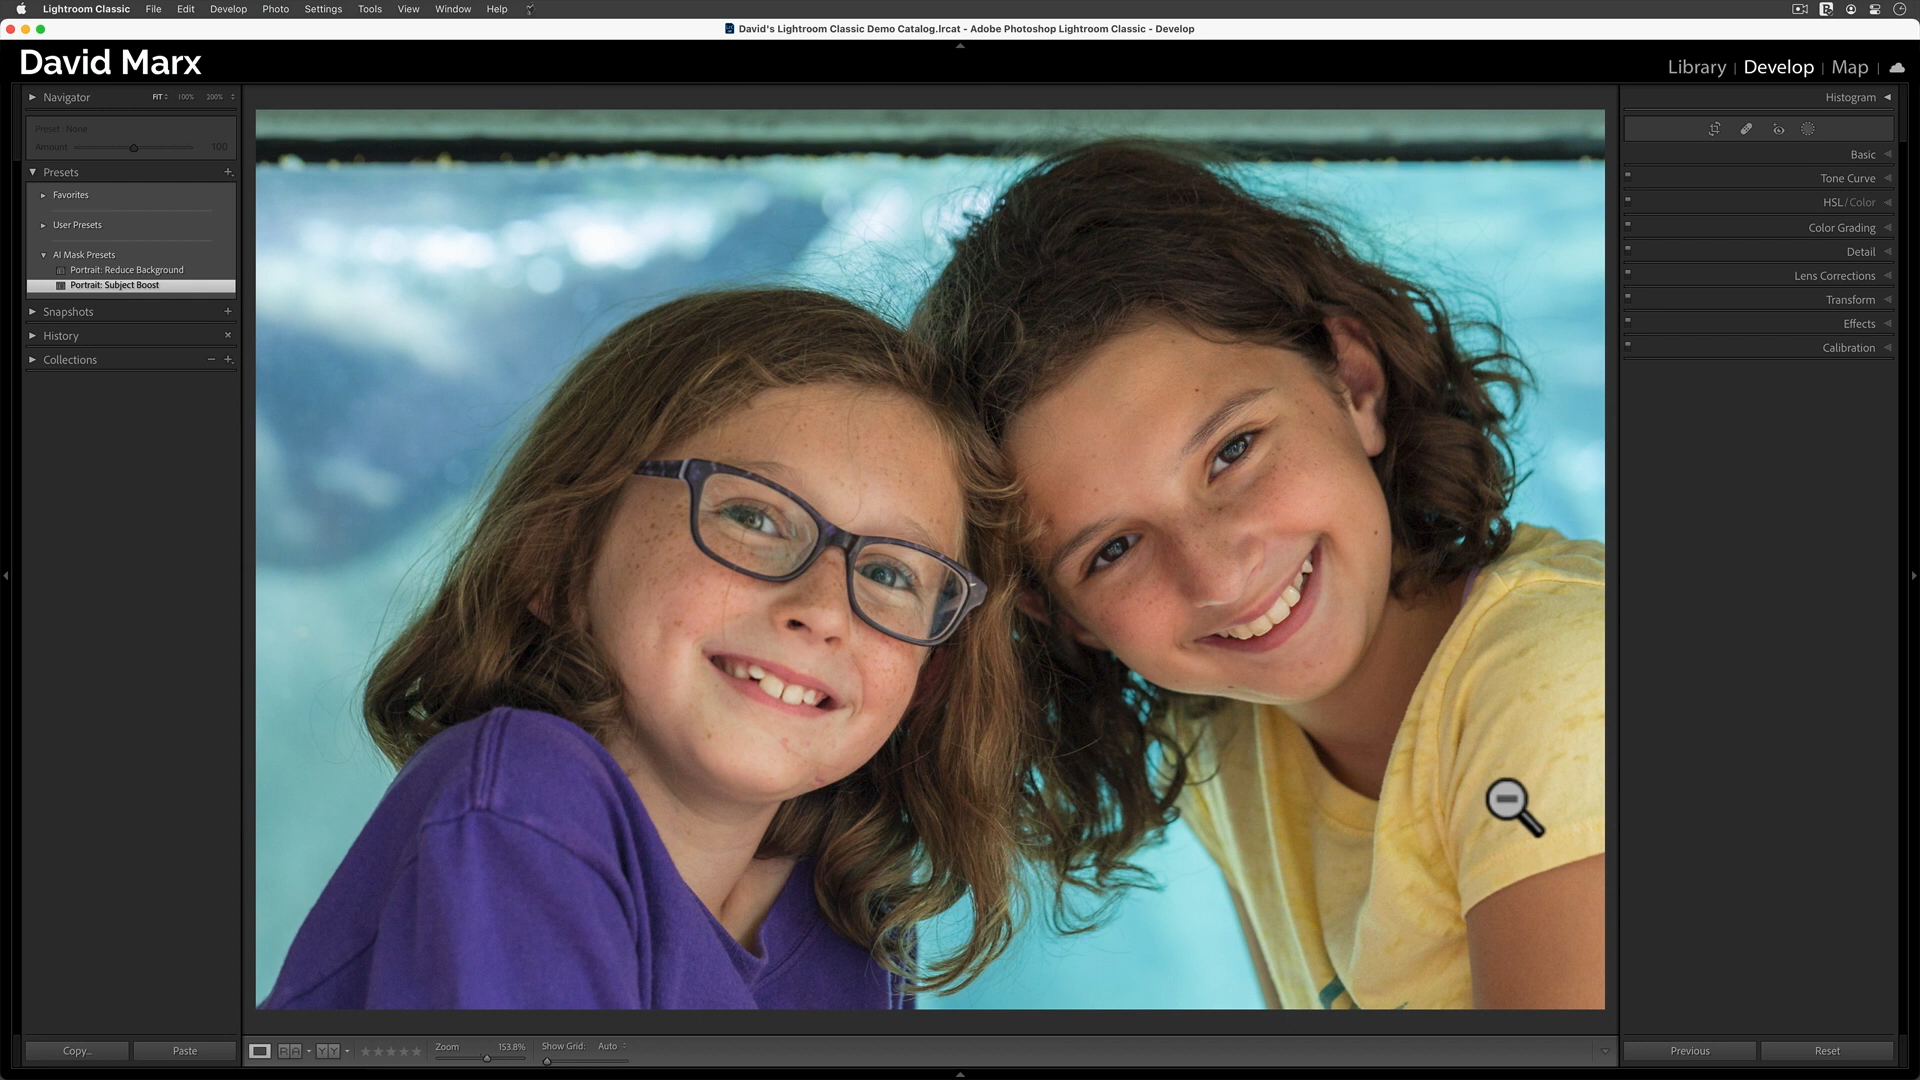 Lightroom Classic File Edit Develop Photo Settings Tools View Window Help
David's Lightroom Classic Demo Catalog.lrcat - Adobe Photoshop Lightroom Classic - Develop
David Marx
Library | Develop | Map |
Navigator FIT 100% 200%
Preset: None
Amount 100
Presets
Favorites
User Presets
AI Mask Presets
Portrait: Reduce Background
Portrait: Subject Boost
Snapshots
History
Collections
Histogram
Basic
Tone Curve
HSL / Color
Color Grading
Detail
Lens Corrections
Transform
Effects
Calibration
Copy... Paste
Zoom 153.8% Show Grid: Auto
Previous Reset